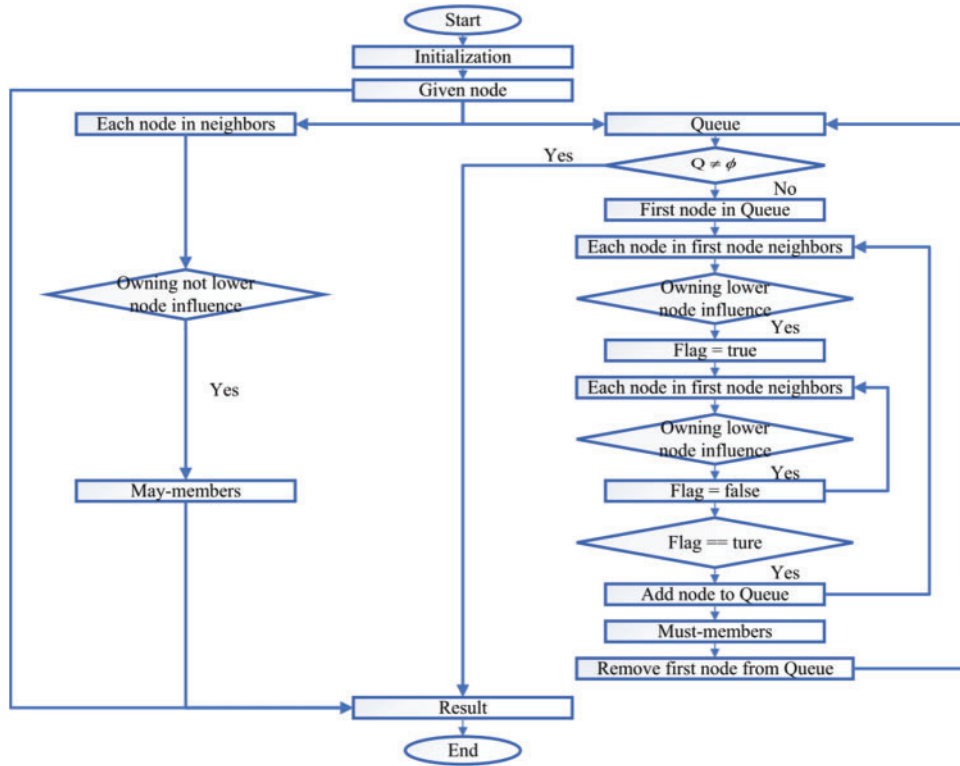 Start
Initialization
Given node
Each node in neighbors
Queue
Yes
Q ≠ ϕ
No
First node in Queue
Each node in first node neighbors
Owning not lower
node influence
Owning lower
node influence
Yes
Flag = true
Each node in first node neighbors
Yes
Owning lower
node influence
Yes
May-members
Flag = false
Flag == ture
Yes
Add node to Queue
Must-members
Remove first node from Queue
Result
End